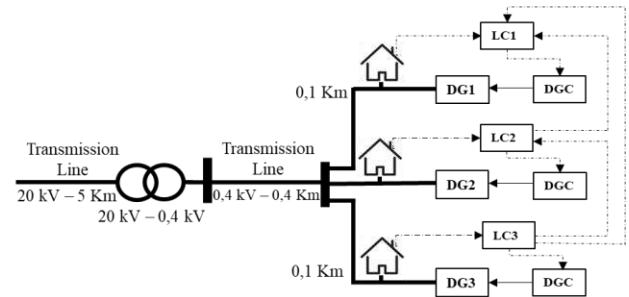 LC1
0,1 Km
DG1
DGC
Transmission
Line
20 kV – 5 Km
20 kV – 0,4 kV
Transmission
Line
0,4 kV – 0,4 Km
LC2
DG2
DGC
LC3
0,1 Km
DG3
DGC